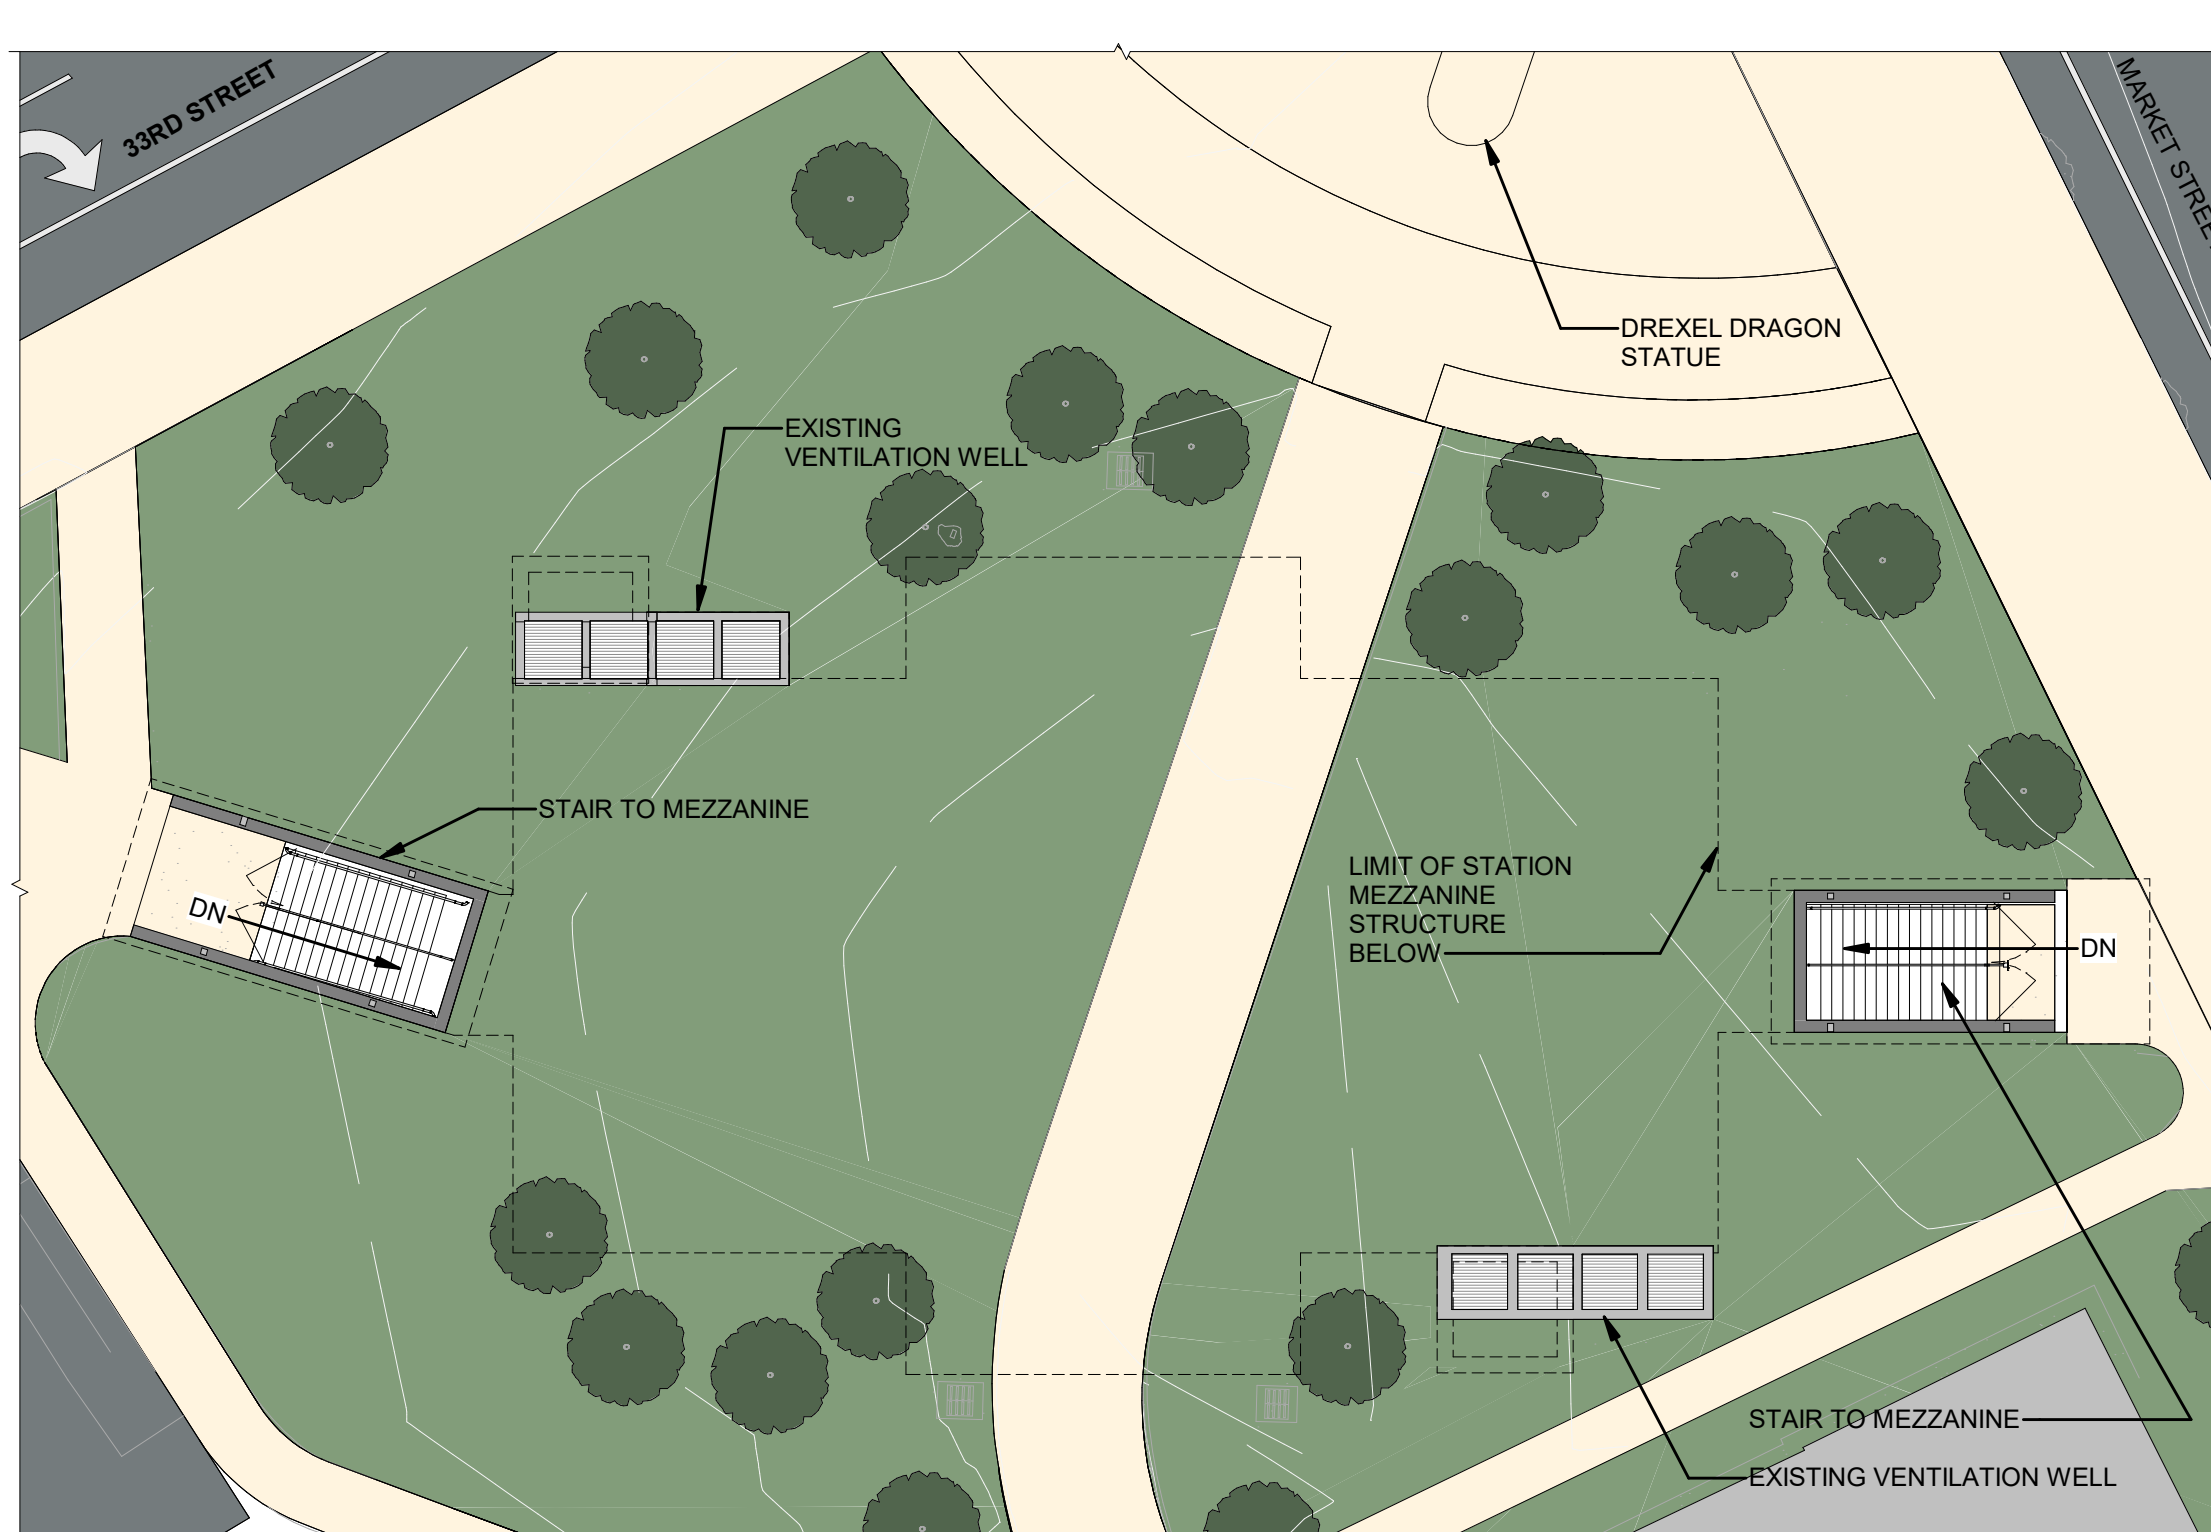 33RD STREET
MARKET STREET
DREXEL DRAGON
STATUE
EXISTING
VENTILATION WELL
STAIR TO MEZZANINE
LIMIT OF STATION
MEZZANINE
STRUCTURE
BELOW
DN
DN
STAIR TO MEZZANINE
EXISTING VENTILATION WELL